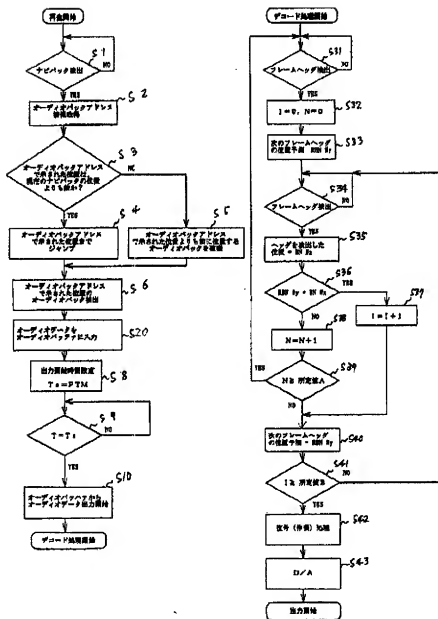 再生開始
S1
ナビパック検出
NO
YES
S2
オーディオパックアドレス
情報取得
S3
オーディオパックアドレス
で示された位置は、
現在のナビパックの位置
よりも後か？
NO
YES
S4
オーディオパックアドレス
で示された位置まで
ジャンプ
S5
オーディオパックアドレス
で示された位置よりも前に位置する
オーディオパックを破棄
S6
オーディオパックアドレス
で示された位置の
オーディオパック検出
S20
オーディオデータを
オーディオバッファに入力
S8
出力開始時間設定
Ts=PTM
S9
T=Ts
NO
YES
S10
オーディオバッファから
オーディオデータ出力開始
デコード処理開始
デコード処理開始
S31
フレームヘッダ検出
NO
YES
S32
I=0, N=0
S33
次のフレームヘッダ
の位置予測
S34
フレームヘッダ検出
NO
YES
S35
ヘッダを検出した
位置
S36
YES
NO
S37
I=I+1
S38
N=N+1
S39
N≧ 所定値A
YES
NO
S40
次のフレームヘッダ
の位置予測
S41
I≧ 所定値B
NO
YES
S42
復号（伸張）処理
S43
D/A
出力開始